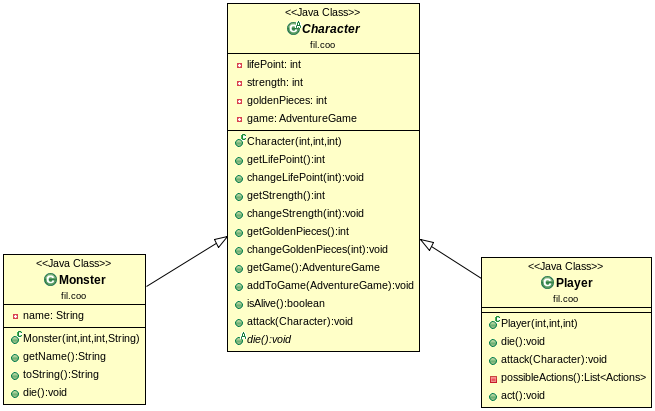 <<Java Class>>
Character
fil.coo
lifePoint: int
strength: int
goldenPieces: int
game: AdventureGame
Character(int,int,int)
getLifePoint():int
changeLifePoint(int):void
getStrength():int
changeStrength(int):void
getGoldenPieces():int
changeGoldenPieces(int):void
getGame():AdventureGame
addToGame(AdventureGame):void
isAlive():boolean
attack(Character):void
die():void
<<Java Class>>
Monster
fil.coo
name: String
Monster(int,int,int,String)
getName():String
toString():String
die():void
<<Java Class>>
Player
fil.coo
Player(int,int,int)
die():void
attack(Character):void
possibleActions():List<Actions>
act():void